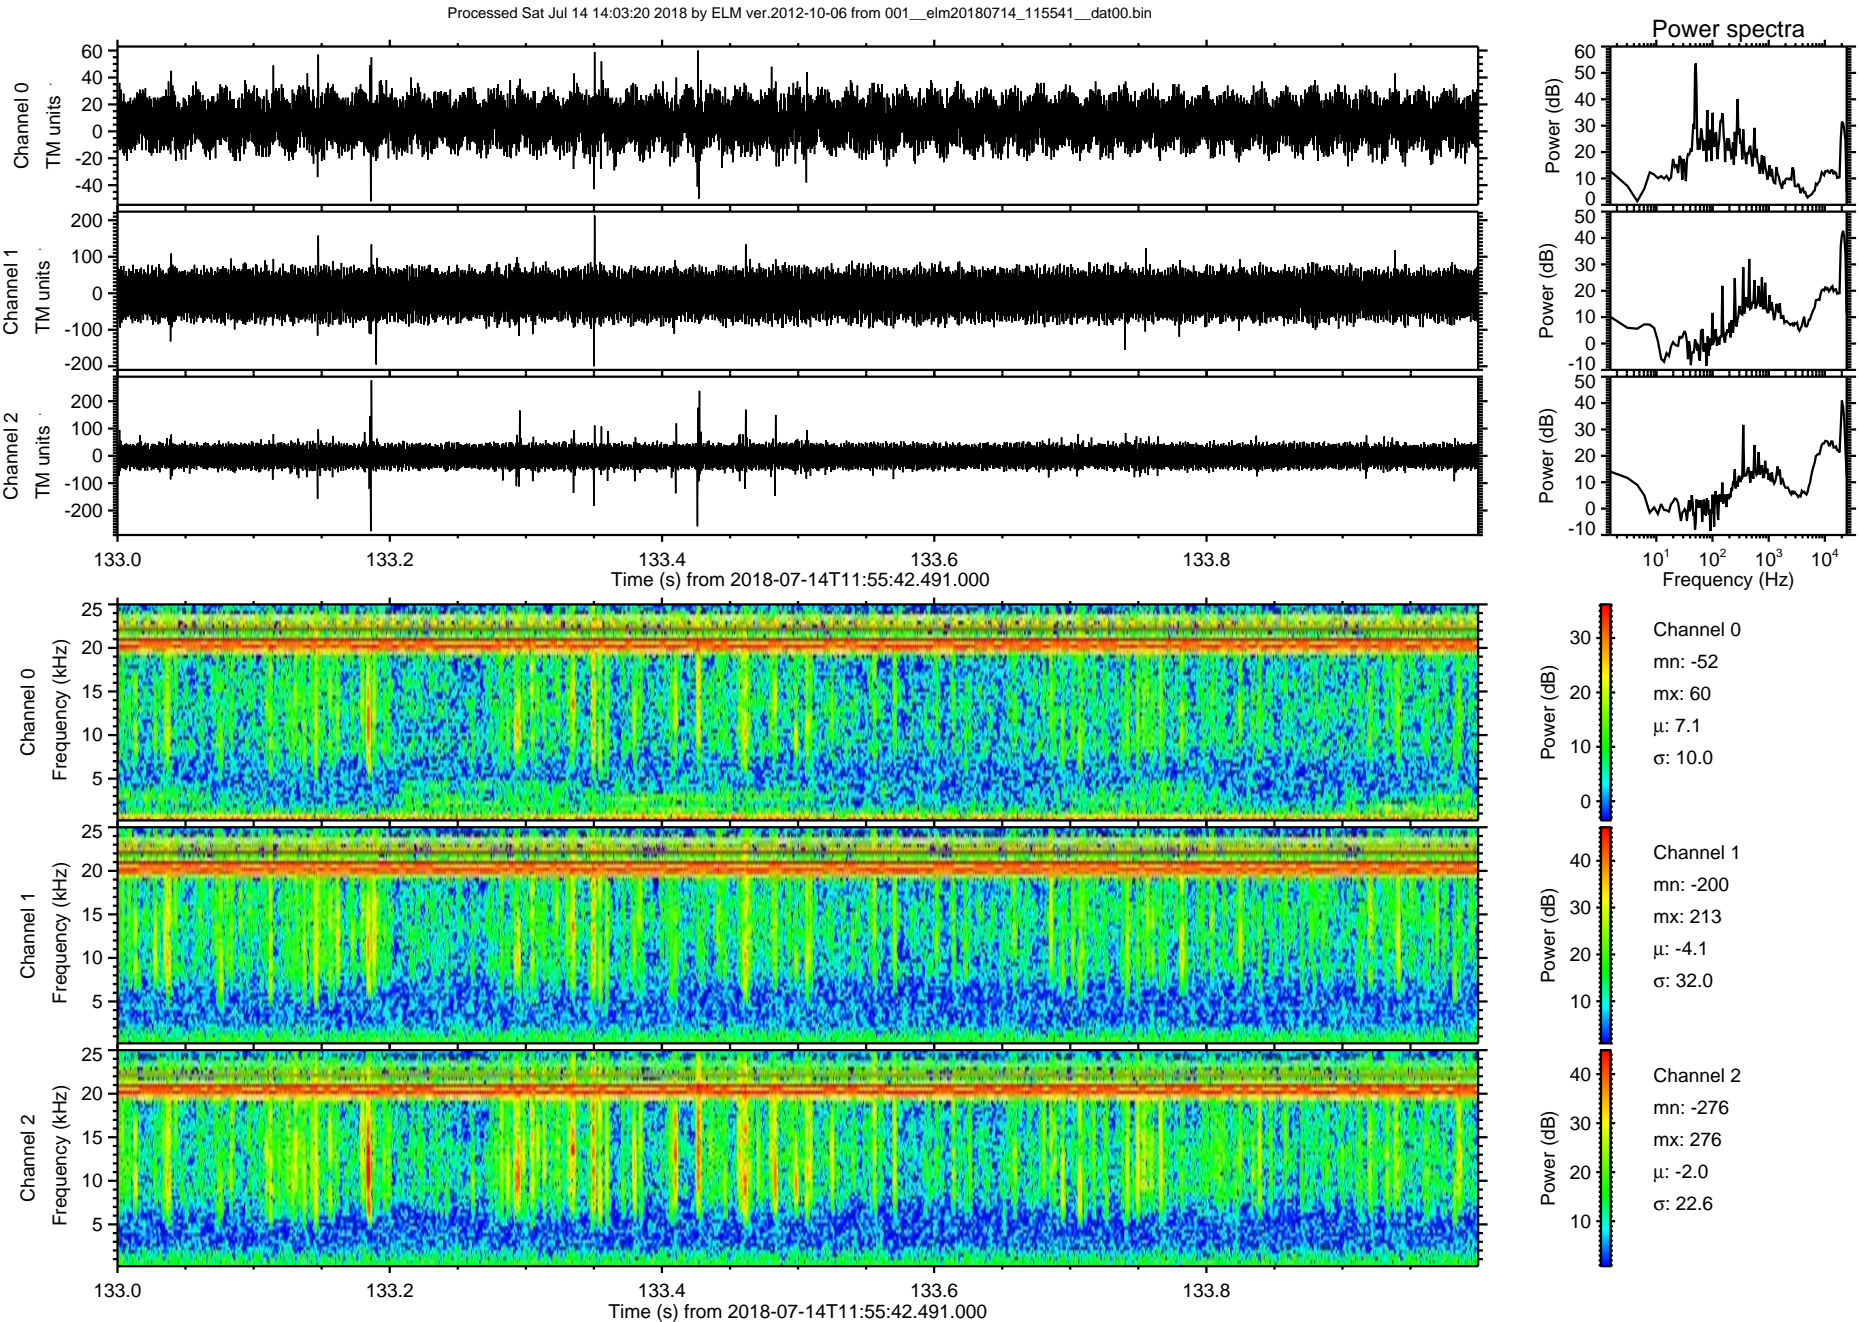 Processed Sat Jul 14 14:03:20 2018 by ELM ver.2012-10-06 from 001__elm20180714_115541__dat00.bin
Power spectra
Channel 0
TM units
60
40
20
0
-20
-40
Power (dB)
60
50
40
30
20
10
0
Channel 1
TM units
200
100
0
-100
-200
Power (dB)
50
40
30
20
10
0
-10
Channel 2
TM units
200
100
0
-100
-200
Power (dB)
50
40
30
20
10
0
-10
133.0 133.2 133.4 133.6 133.8
Time (s) from 2018-07-14T11:55:42.491.000
10¹ 10² 10³ 10⁴
Frequency (Hz)
Channel 0
Frequency (kHz)
25
20
15
10
5
Power (dB)
30
20
10
0
Channel 0
mn: -52
mx: 60
μ: 7.1
σ: 10.0
Channel 1
Frequency (kHz)
25
20
15
10
5
Power (dB)
40
30
20
10
Channel 1
mn: -200
mx: 213
μ: -4.1
σ: 32.0
Channel 2
Frequency (kHz)
25
20
15
10
5
Power (dB)
40
30
20
10
Channel 2
mn: -276
mx: 276
μ: -2.0
σ: 22.6
133.0 133.2 133.4 133.6 133.8
Time (s) from 2018-07-14T11:55:42.491.000